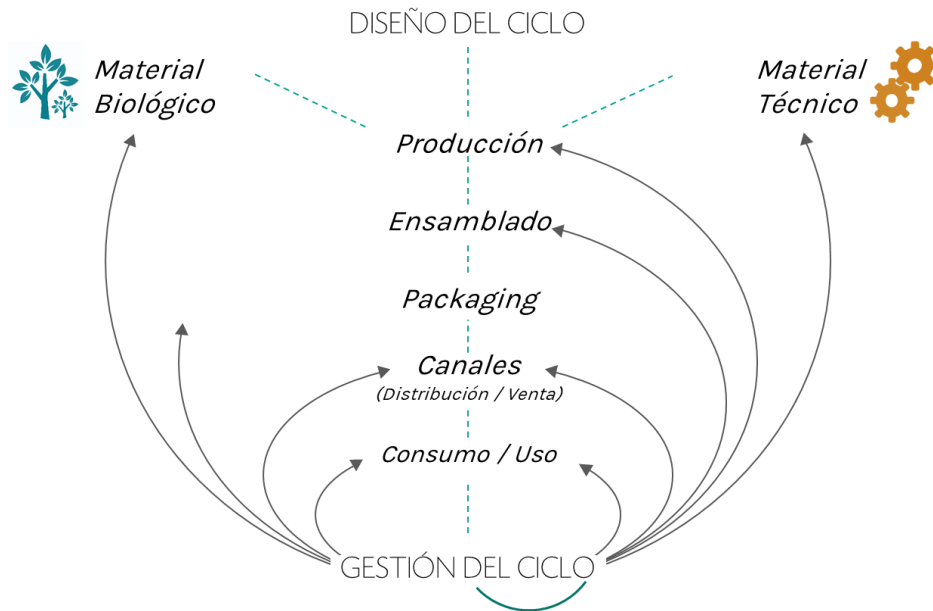 DISEÑO DEL CICLO
Material
Biológico
Material
Técnico
Producción
Ensamblado
Packaging
Canales
(Distribución / Venta)
Consumo / Uso
GESTIÓN DEL CICLO